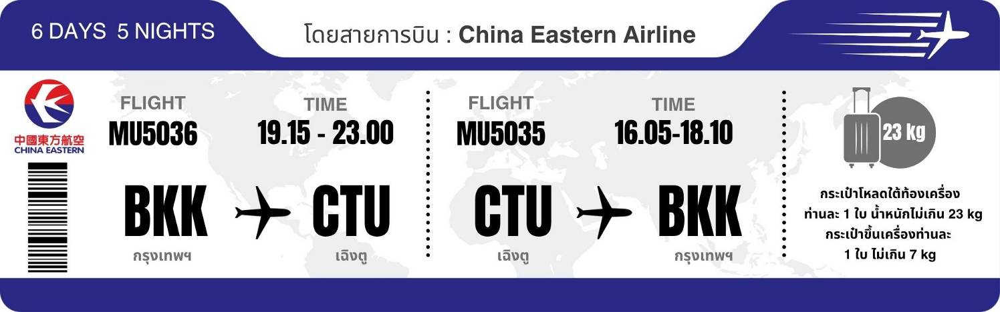 6 DAYS 5 NIGHTS
โดยสายการบิน : China Eastern Airline
中國東方航空
CHINA EASTERN
FLIGHT
MU5036
TIME
19.15 - 23.00
BKK
กรุงเทพฯ
CTU
เฉิงตู
FLIGHT
MU5035
TIME
16.05-18.10
CTU
เฉิงตู
BKK
กรุงเทพฯ
23 kg
กระเป๋าโหลดใต้ท้องเครื่อง
ท่านละ 1 ใบ น้ำหนักไม่เกิน 23 kg
กระเป๋าขึ้นเครื่องท่านละ
1 ใบ ไม่เกิน 7 kg